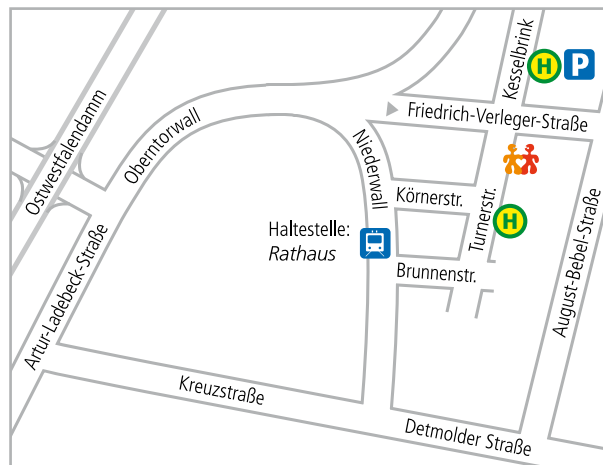 Kesselbrink
H
P
Friedrich-Verleger-Straße
Ostwestfalendamm
Oberntorwall
Niederwall
Körnerstr.
Turnerstr.
H
Haltestelle:
Rathaus
Brunnenstr.
August-Bebel-Straße
Artur-Ladebeck-Straße
Kreuzstraße
Detmolder Straße